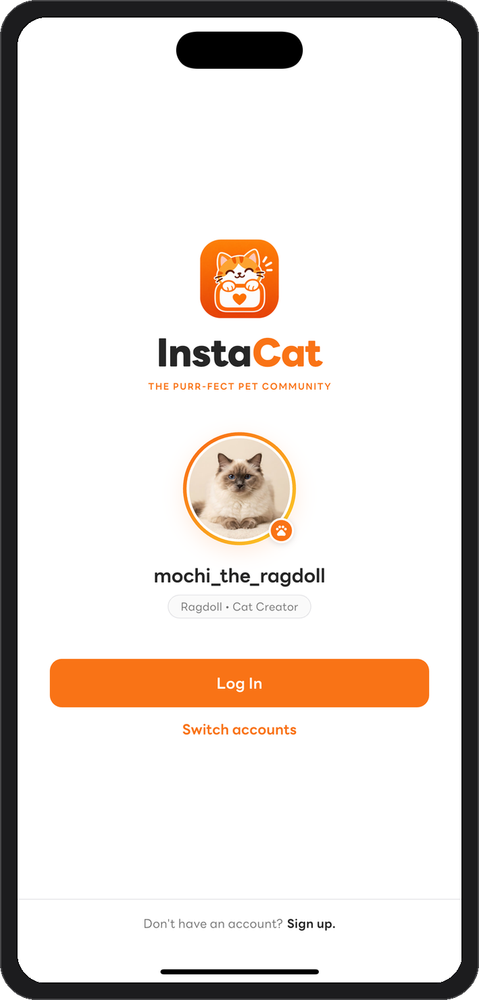 InstaCat
THE PURR-FECT PET COMMUNITY
mochi_the_ragdoll
Ragdoll • Cat Creator
Log In
Switch accounts
Don't have an account? Sign up.